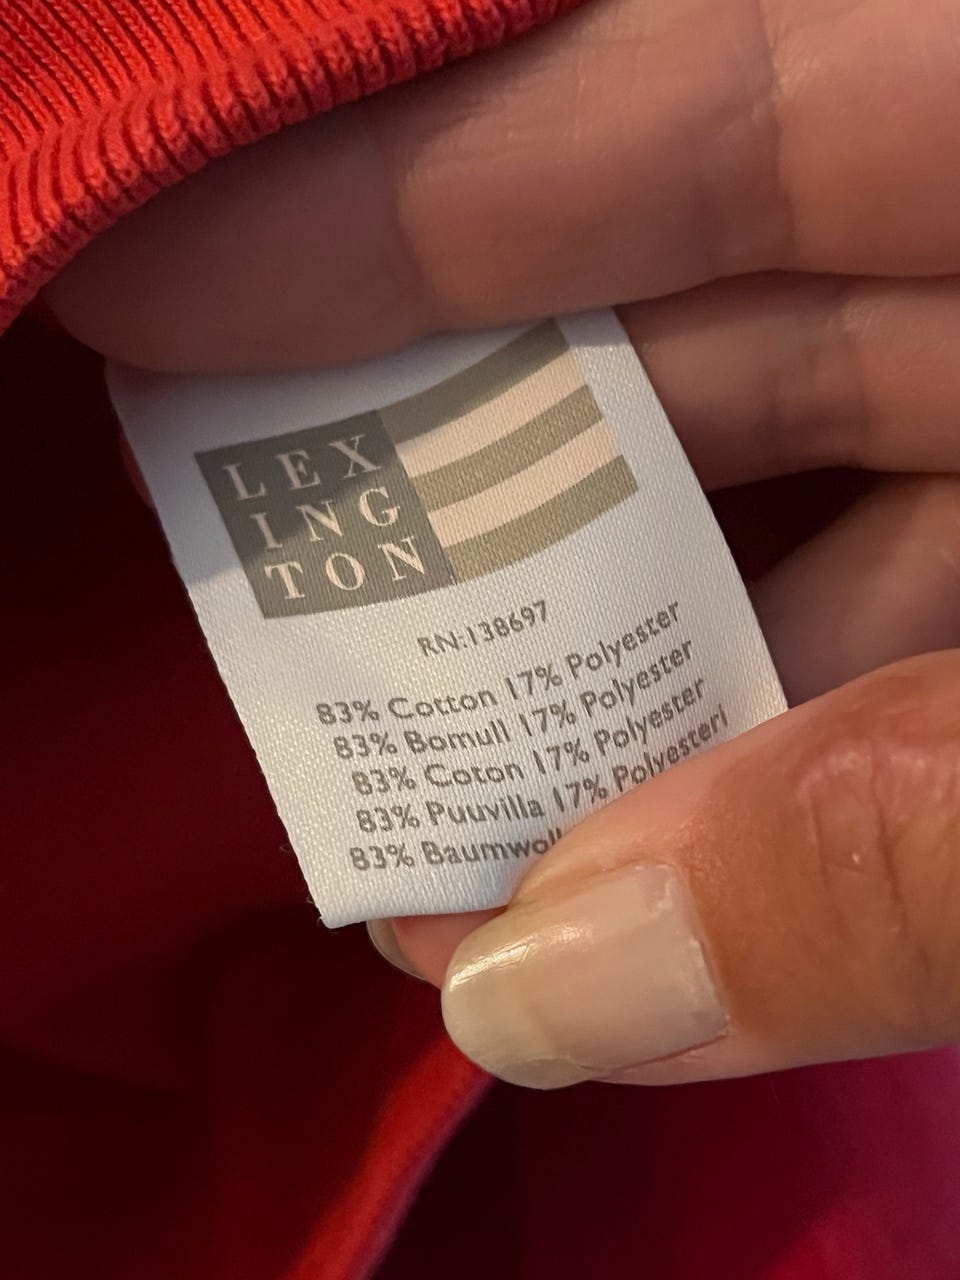 LEX
ING
TON
RN:138697
83% Cotton 17% Polyester
83% Bomull 17% Polyester
83% Coton 17% Polyester
83% Puuvilla 17% Polyesteri
83%